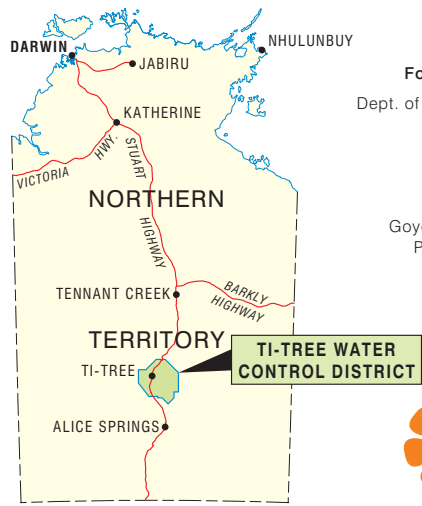 DARWIN
NHULUNBUY
JABIRU
Fo
Dept. of
KATHERINE
VICTORIA HWY.
STUART HIGHWAY
NORTHERN
Goye
P
TENNANT CREEK
BARKLY HIGHWAY
TERRITORY
TI-TREE WATER
CONTROL DISTRICT
TI-TREE
ALICE SPRINGS